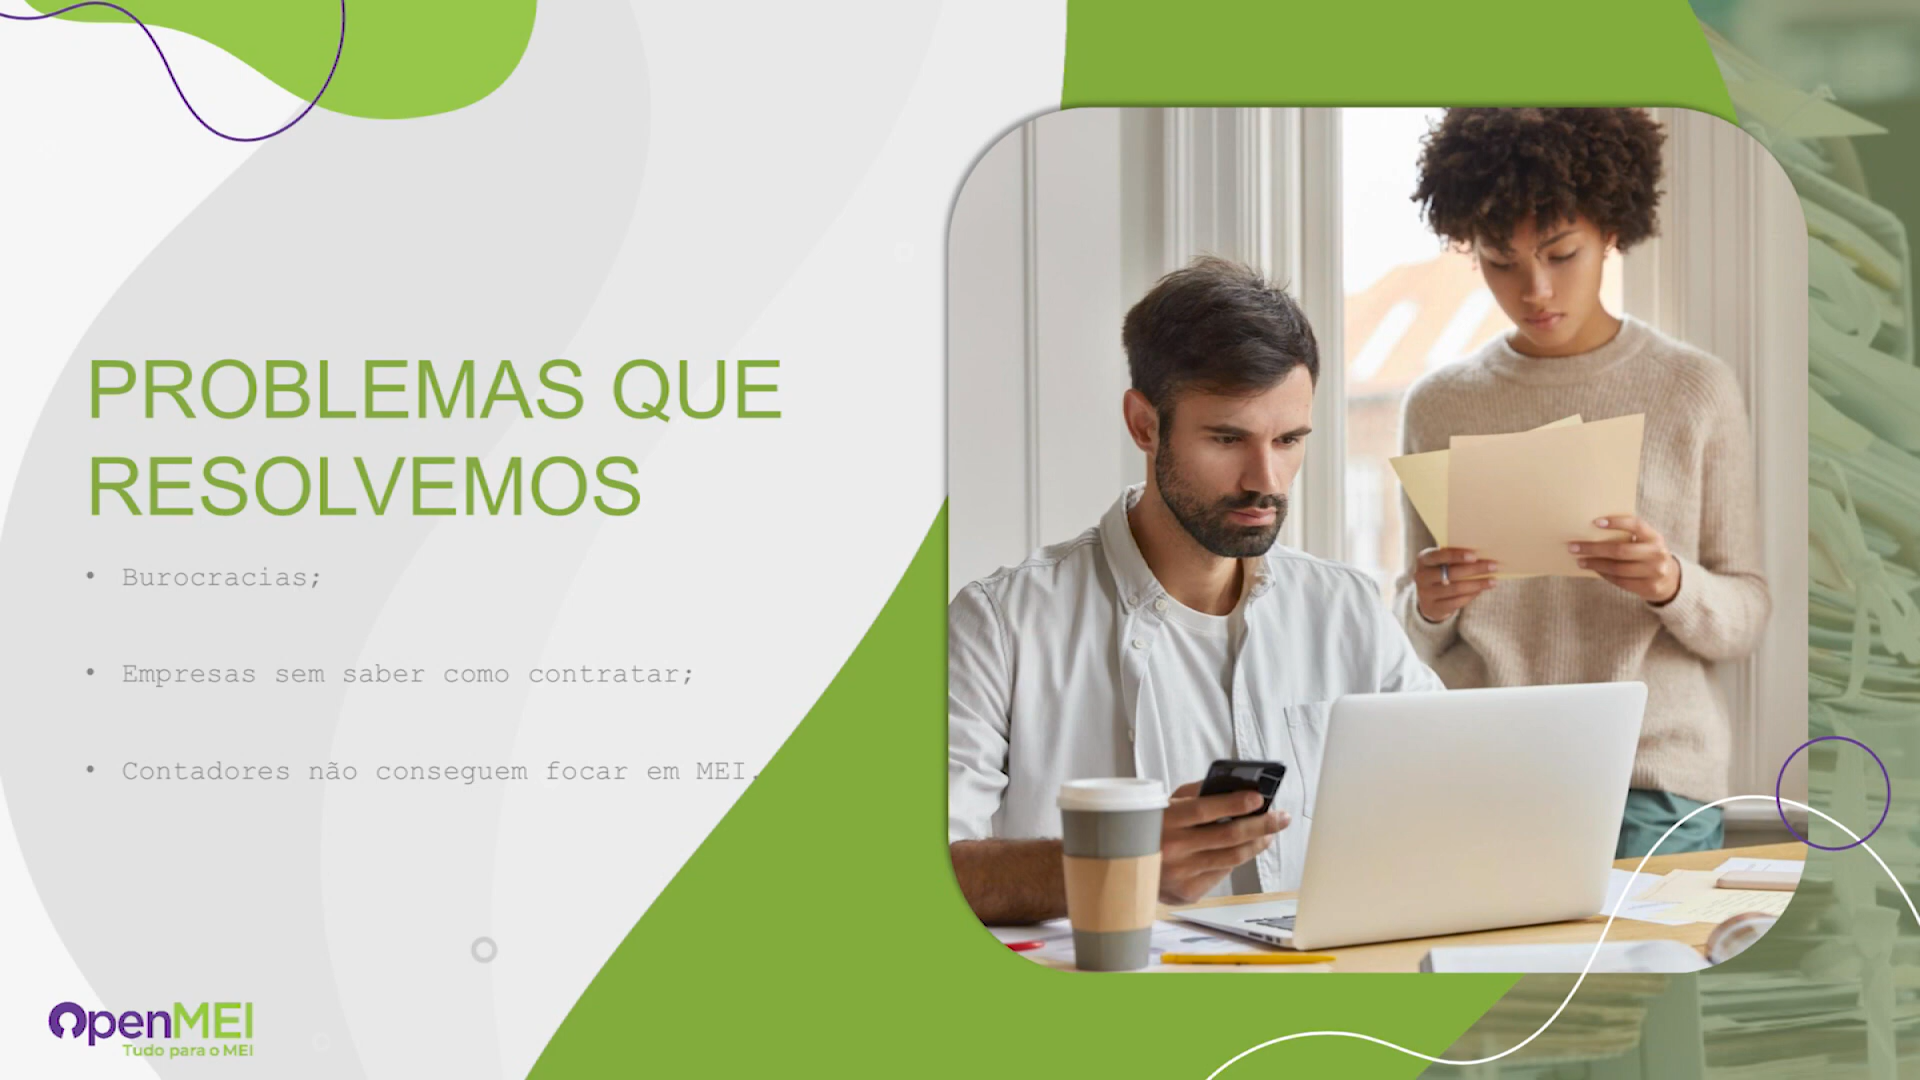 PROBLEMAS QUE
RESOLVEMOS
• Burocracias;
• Empresas sem saber como contratar;
• Contadores não conseguem focar em MEI.
OpenMEI
Tudo para o MEI